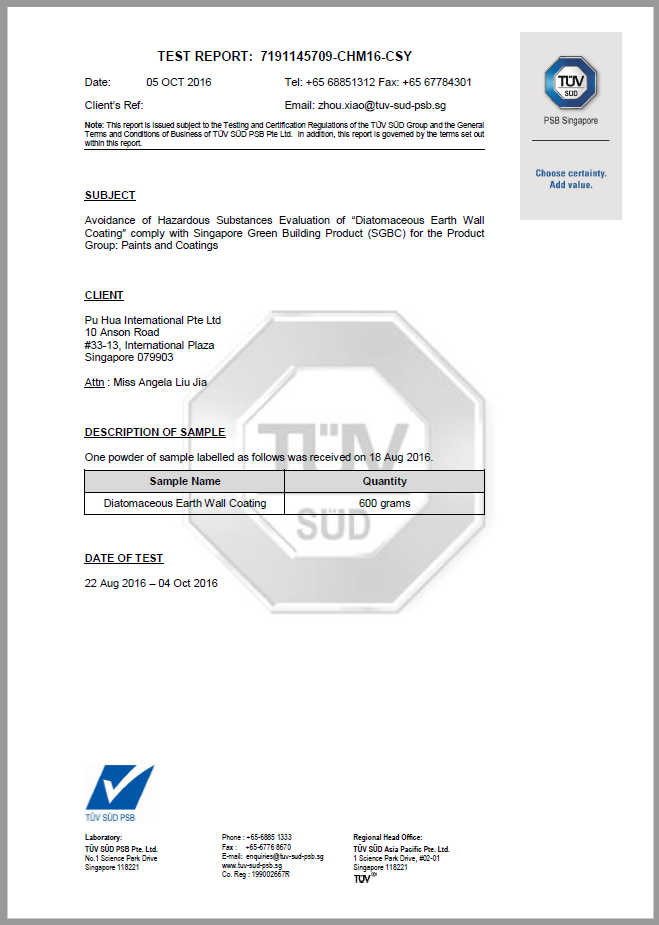 TEST REPORT: 7191145709-CHM16-CSY
Date: 05 OCT 2016 Tel: +65 68851312 Fax: +65 67784301
Client's Ref: Email: zhou.xiao@tuv-sud-psb.sg
Note: This report is issued subject to the Testing and Certification Regulations of the TÜV SÜD Group and the General
Terms and Conditions of Business of TÜV SÜD PSB Pte Ltd. In addition, this report is governed by the terms set out
within this report.
TÜV
SÜD
PSB Singapore
Choose certainty.
Add value.
SUBJECT
Avoidance of Hazardous Substances Evaluation of “Diatomaceous Earth Wall
Coating” comply with Singapore Green Building Product (SGBC) for the Product
Group: Paints and Coatings
CLIENT
Pu Hua International Pte Ltd
10 Anson Road
#33-13, International Plaza
Singapore 079903
Attn : Miss Angela Liu Jia
DESCRIPTION OF SAMPLE
One powder of sample labelled as follows was received on 18 Aug 2016.
Sample Name Quantity
Diatomaceous Earth Wall Coating 600 grams
TÜV
SÜD
DATE OF TEST
22 Aug 2016 – 04 Oct 2016
TÜV SÜD PSB
Laboratory:
TÜV SÜD PSB Pte. Ltd.
No.1 Science Park Drive
Singapore 118221
Phone : +65-6885 1333
Fax : +65-6776 8670
E-mail: enquiries@tuv-sud-psb.sg
www.tuv-sud-psb.sg
Co. Reg : 199002667R
Regional Head Office:
TÜV SÜD Asia Pacific Pte. Ltd.
1 Science Park Drive, #02-01
Singapore 118221
TÜV®